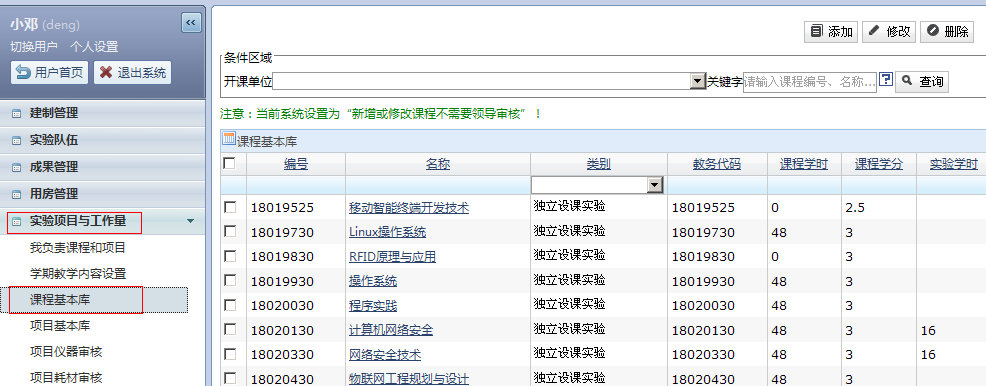 小邓 (deng)
切换用户 个人设置
用户首页 退出系统
建制管理
实验队伍
成果管理
用房管理
实验项目与工作量
我负责课程和项目
学期教学内容设置
课程基本库
项目基本库
项目仪器审核
项目耗材审核
添加 修改 删除
条件区域
开课单位 关键字 请输入课程编号、名称... ? 查询
注意：当前系统设置为“新增或修改课程不需要领导审核”！
课程基本库
编号 名称 类别 教务代码 课程学时 课程学分 实验学时
18019525 移动智能终端开发技术 独立设课实验 18019525 0 2.5
18019730 Linux操作系统 独立设课实验 18019730 48 3
18019830 RFID原理与应用 独立设课实验 18019830 0 3
18019930 操作系统 独立设课实验 18019930 48 3
18020030 程序实践 独立设课实验 18020030 48 3
18020130 计算机网络安全 独立设课实验 18020130 48 3 16
18020330 网络安全技术 独立设课实验 18020330 48 3 16
18020430 物联网工程规划与设计 独立设课实验 18020430 48 3